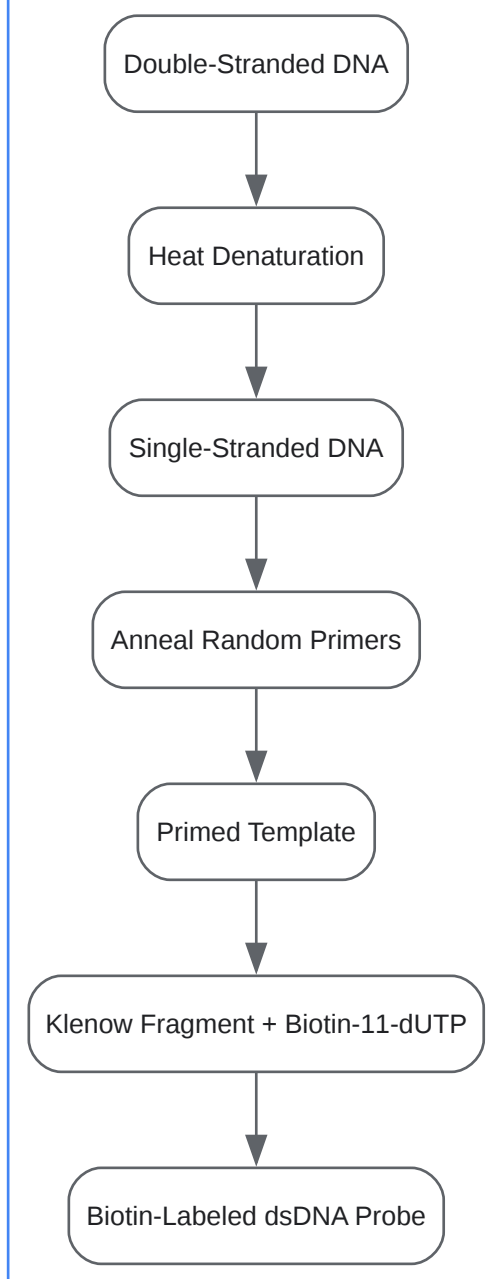 Double-Stranded DNA
Heat Denaturation
Single-Stranded DNA
Anneal Random Primers
Primed Template
Klenow Fragment + Biotin-11-dUTP
Biotin-Labeled dsDNA Probe